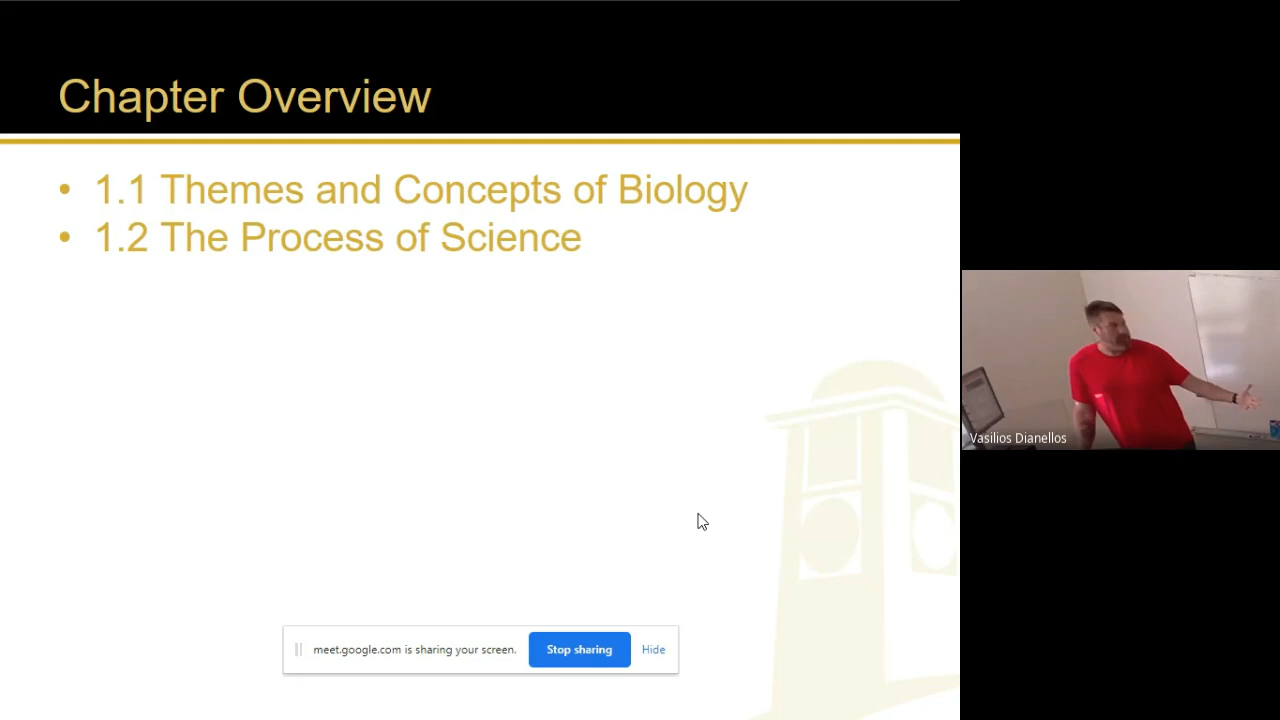 Chapter Overview
• 1.1 Themes and Concepts of Biology
• 1.2 The Process of Science
Vasilios Dianellos
meet.google.com is sharing your screen.
Stop sharing
Hide